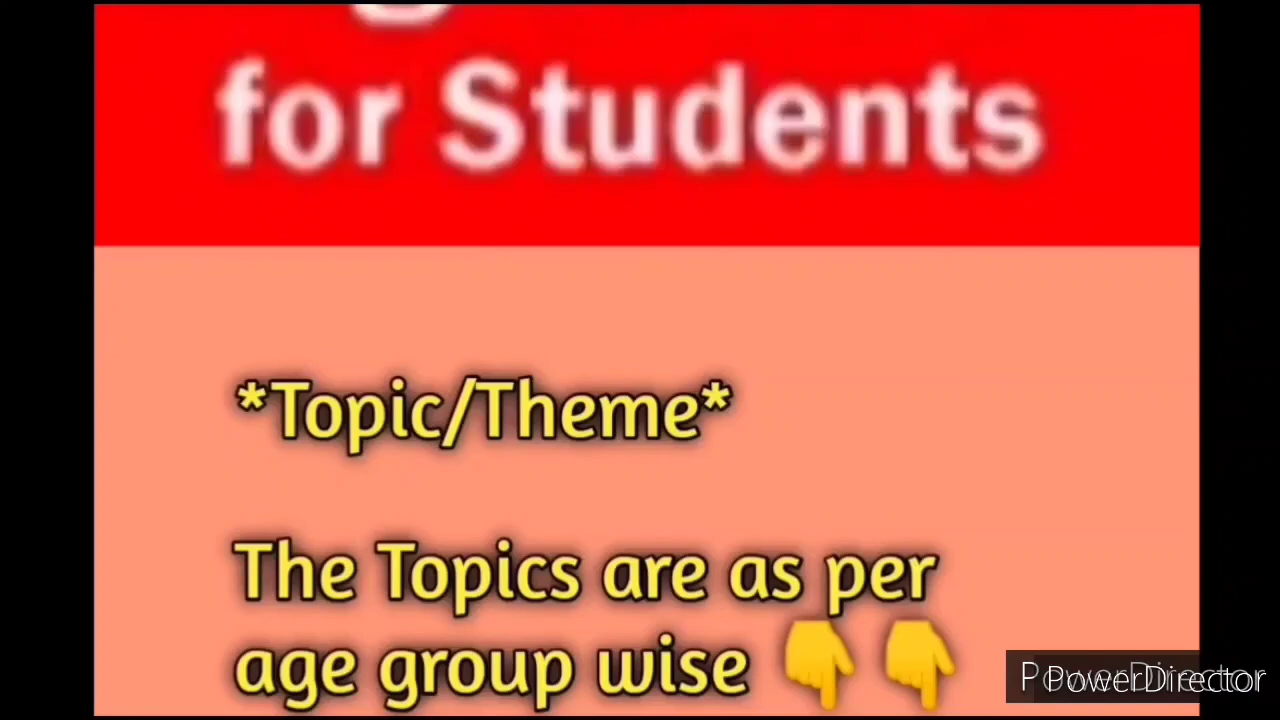 for Students
*Topic/Theme*
The Topics are as per
age group wise 👇👇
PowerDirector